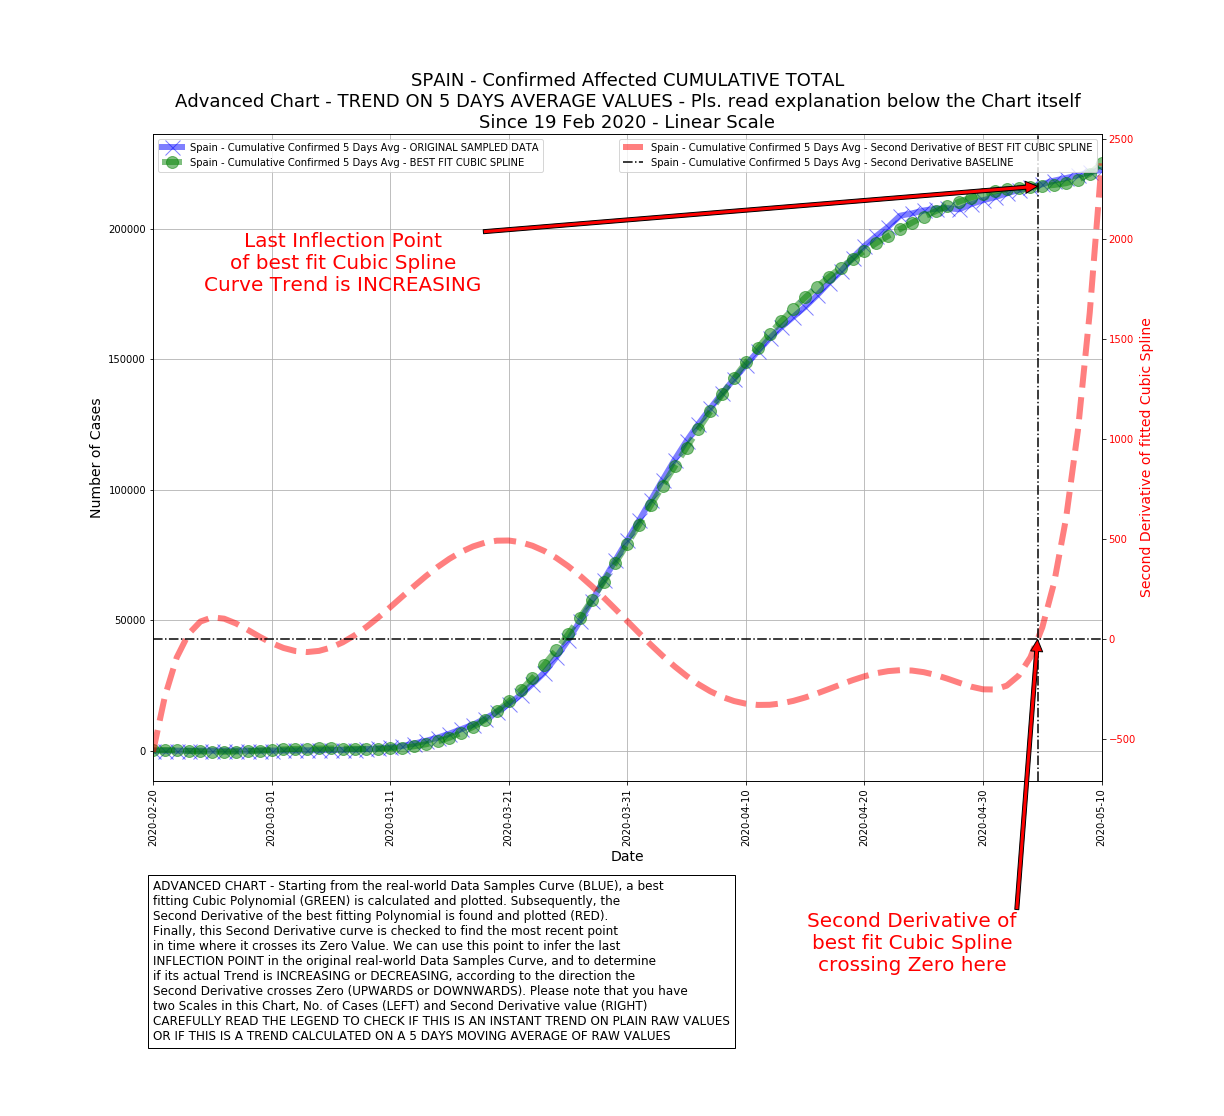 SPAIN - Confirmed Affected CUMULATIVE TOTAL
Advanced Chart - TREND ON 5 DAYS AVERAGE VALUES - Pls. read explanation below the Chart itself
Since 19 Feb 2020 - Linear Scale
Spain - Cumulative Confirmed 5 Days Avg - ORIGINAL SAMPLED DATA
Spain - Cumulative Confirmed 5 Days Avg - BEST FIT CUBIC SPLINE
Spain - Cumulative Confirmed 5 Days Avg - Second Derivative of BEST FIT CUBIC SPLINE
Spain - Cumulative Confirmed 5 Days Avg - Second Derivative BASELINE
Last Inflection Point
of best fit Cubic Spline
Curve Trend is INCREASING
Number of Cases
200000
150000
100000
50000
0
2500
2000
1500
1000
500
0
−500
Second Derivative of fitted Cubic Spline
2020-02-20
2020-03-01
2020-03-11
2020-03-21
2020-03-31
2020-04-10
2020-04-20
2020-04-30
2020-05-10
Date
ADVANCED CHART - Starting from the real-world Data Samples Curve (BLUE), a best
fitting Cubic Polynomial (GREEN) is calculated and plotted. Subsequently, the
Second Derivative of the best fitting Polynomial is found and plotted (RED).
Finally, this Second Derivative curve is checked to find the most recent point
in time where it crosses its Zero Value. We can use this point to infer the last
INFLECTION POINT in the original real-world Data Samples Curve, and to determine
if its actual Trend is INCREASING or DECREASING, according to the direction the
Second Derivative crosses Zero (UPWARDS or DOWNWARDS). Please note that you have
two Scales in this Chart, No. of Cases (LEFT) and Second Derivative value (RIGHT)
CAREFULLY READ THE LEGEND TO CHECK IF THIS IS AN INSTANT TREND ON PLAIN RAW VALUES
OR IF THIS IS A TREND CALCULATED ON A 5 DAYS MOVING AVERAGE OF RAW VALUES
Second Derivative of
best fit Cubic Spline
crossing Zero here